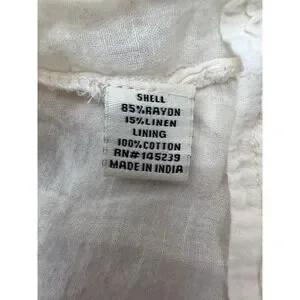 SHELL
85%RAYON
15%LINEN
LINING
100%COTTON
RN#145239
MADE IN INDIA